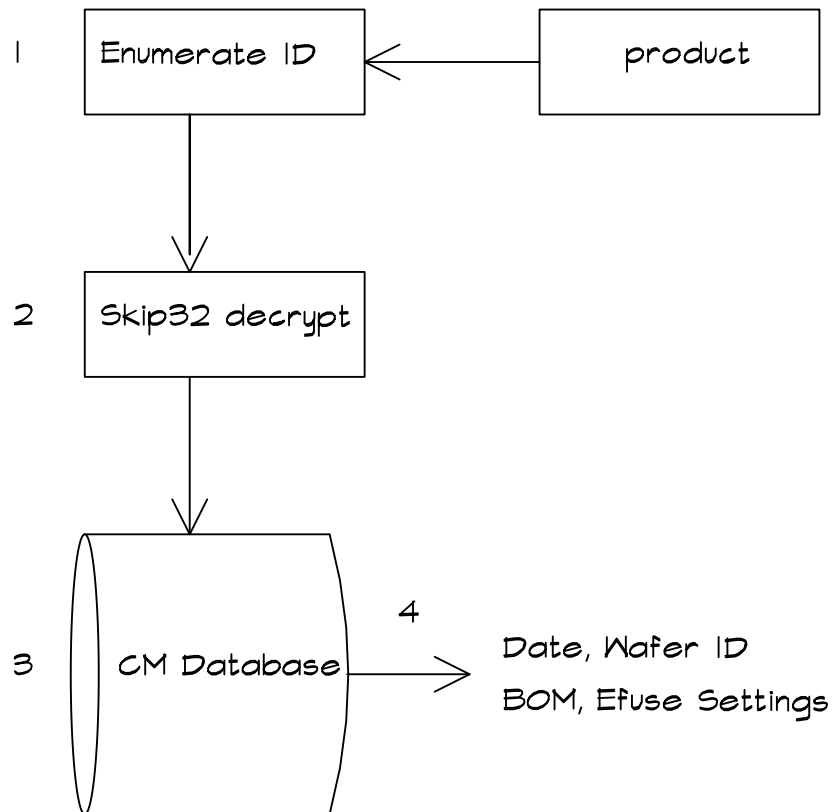 1
Enumerate ID
product
2
Skip32 decrypt
3
CM Database
4
Date, Wafer ID
BOM, Efuse Settings